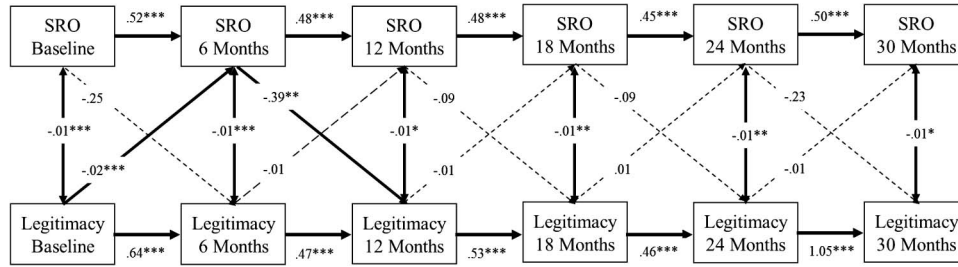 .52***
.48***
.48***
.45***
.50***
SRO
Baseline
SRO
6 Months
SRO
12 Months
SRO
18 Months
SRO
24 Months
SRO
30 Months
-.25
-.39**
-.09
-.09
-.23
-.01***
-.01***
-.01*
-.01**
-.01**
-.01*
-.02***
-.01
.01
.01
-.01
Legitimacy
Baseline
Legitimacy
6 Months
Legitimacy
12 Months
Legitimacy
18 Months
Legitimacy
24 Months
Legitimacy
30 Months
.64***
.47***
.53***
.46***
1.05***